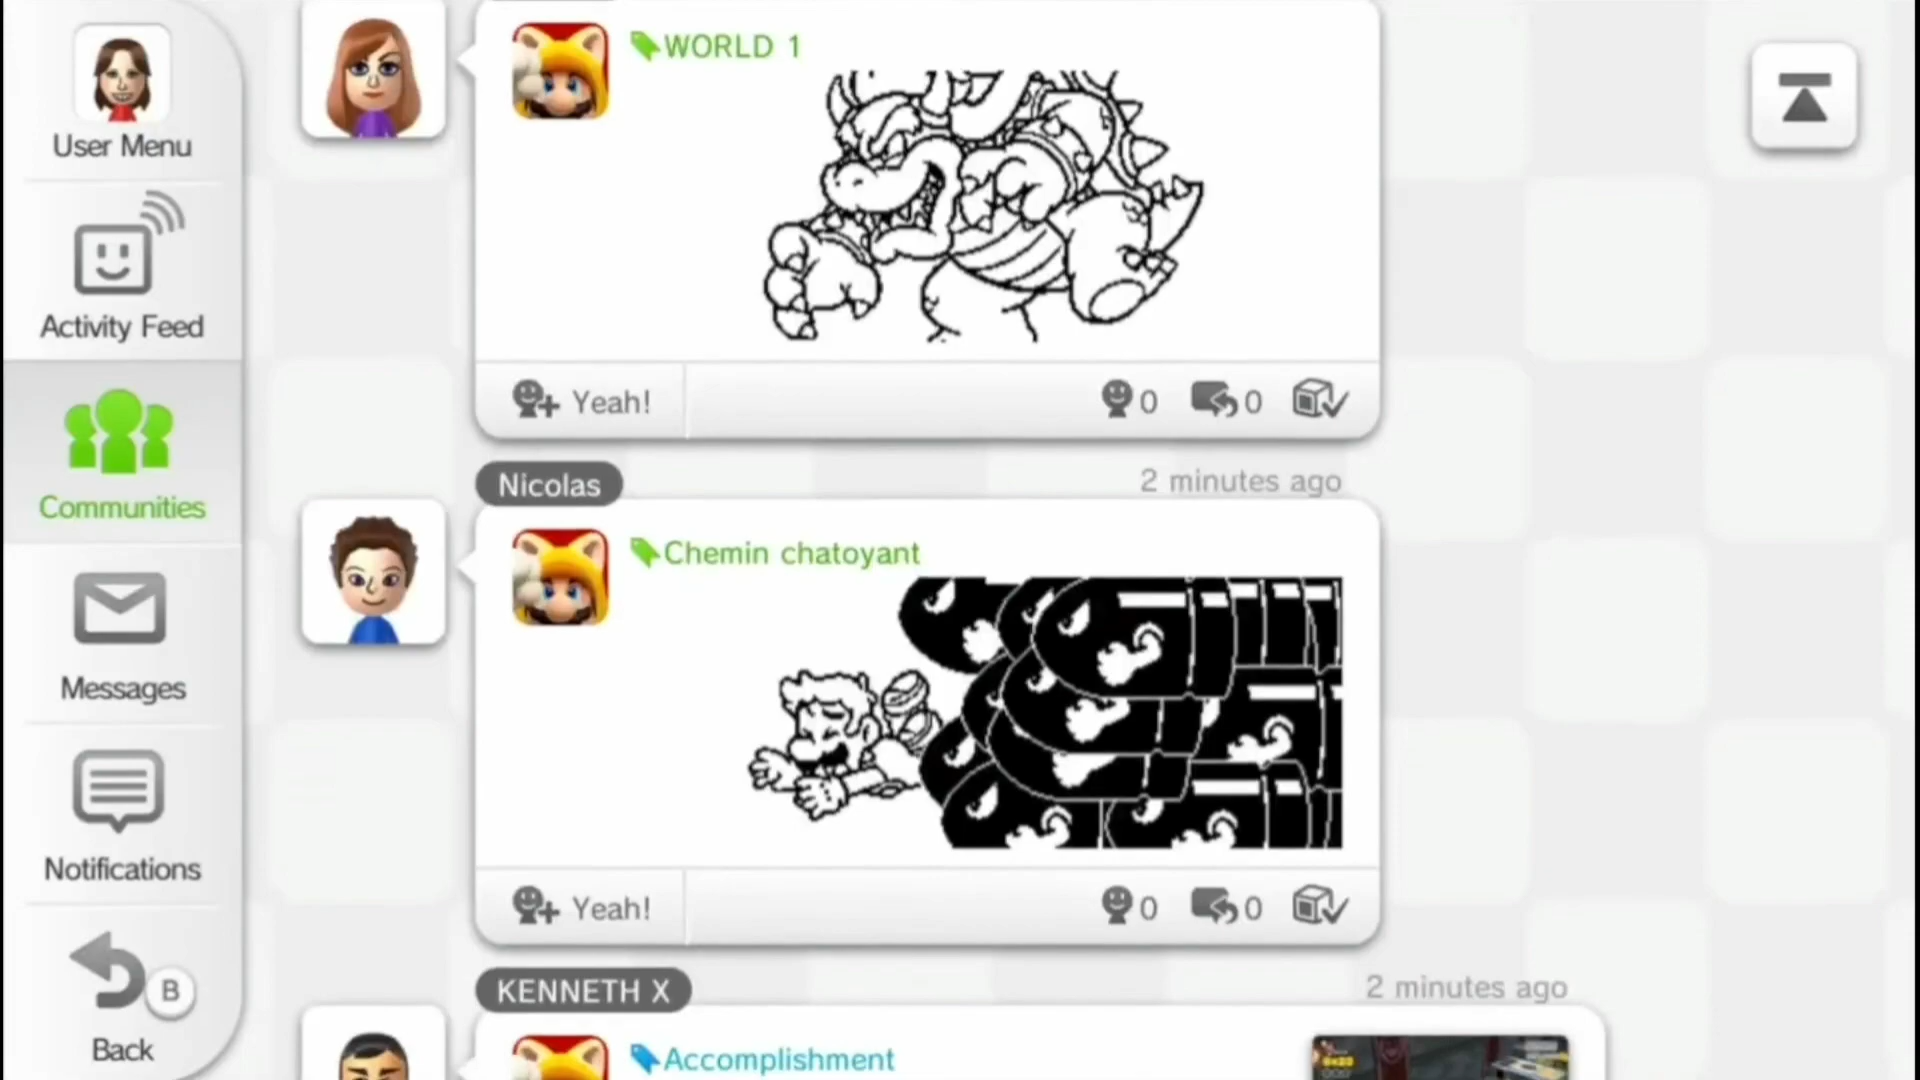 User Menu
Activity Feed
Communities
Messages
Notifications
B
Back
WORLD 1
Yeah!
0
0
Nicolas
2 minutes ago
Chemin chatoyant
Yeah!
0
0
KENNETH X
2 minutes ago
Accomplishment